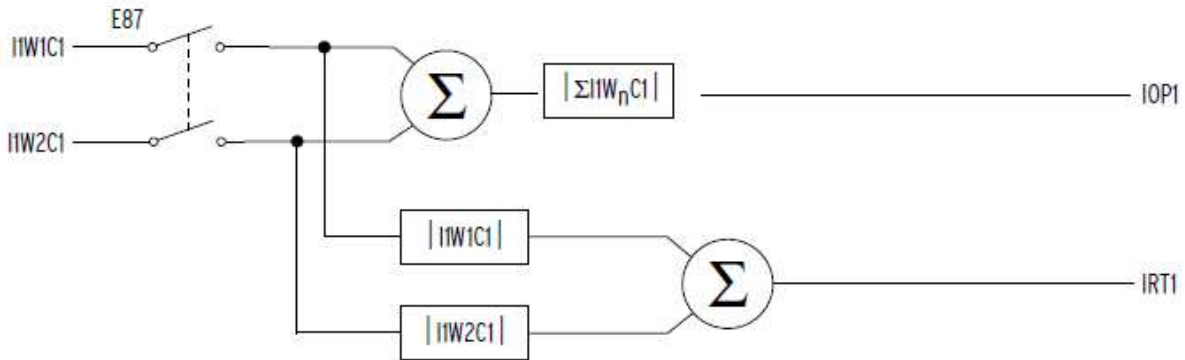 E87
I1W1C1
I1W2C1
Σ
|ΣI1WnC1|
IOP1
|I1W1C1|
|I1W2C1|
Σ
IRT1